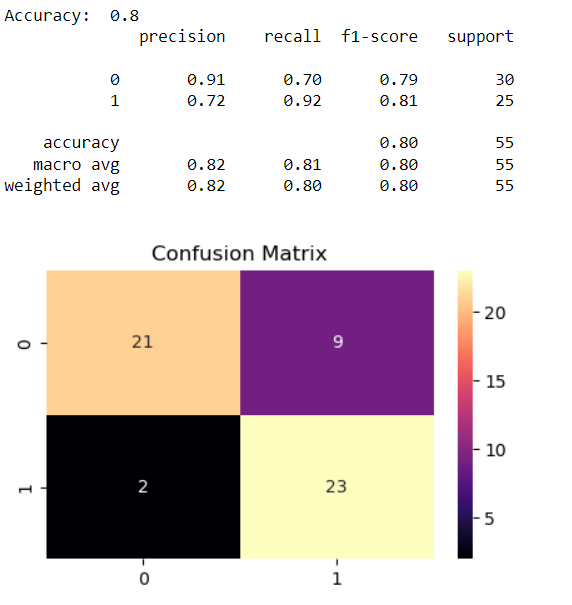 Accuracy:  0.8
              precision    recall  f1-score   support

           0       0.91      0.70      0.79        30
           1       0.72      0.92      0.81        25

    accuracy                           0.80        55
   macro avg       0.82      0.81      0.80        55
weighted avg       0.82      0.80      0.80        55

Confusion Matrix
0 21 9
1 2 23
0 1
20
15
10
5